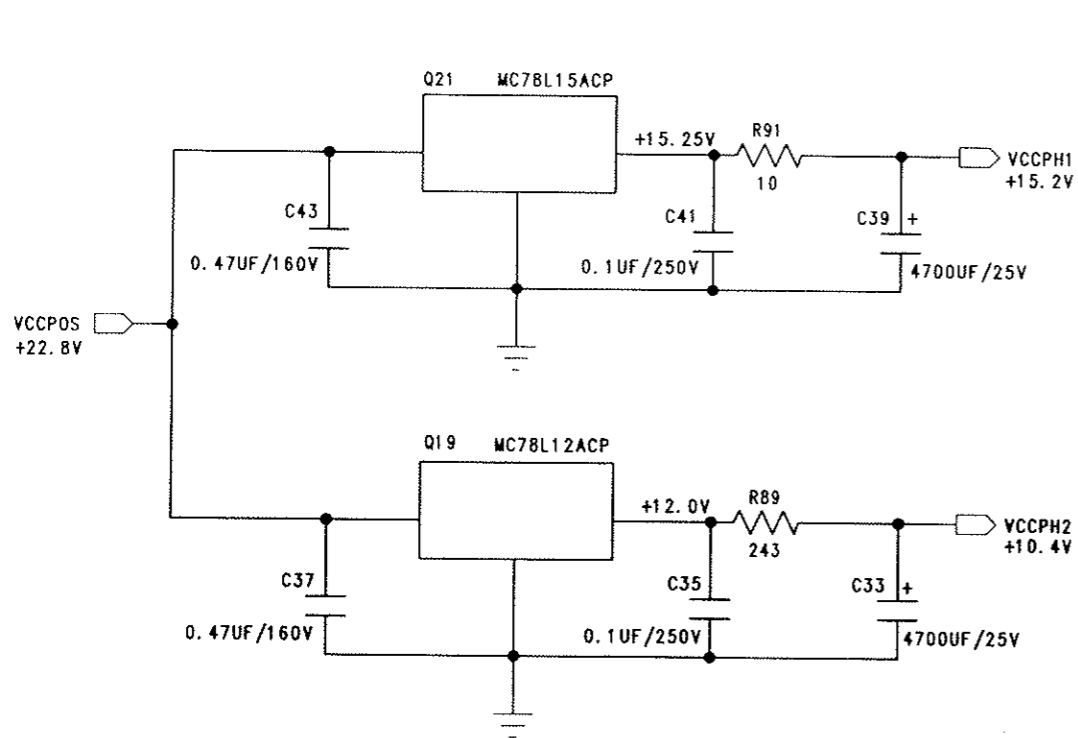 Q21 MC78L15ACP
+15.25V
R91
10
VCCPH1
+15.2V
C43
0.47UF/160V
C41
0.1UF/250V
C39 +
4700UF/25V
VCCPOS
+22.8V
Q19 MC78L12ACP
+12.0V
R89
243
VCCPH2
+10.4V
C37
0.47UF/160V
C35
0.1UF/250V
C33 +
4700UF/25V